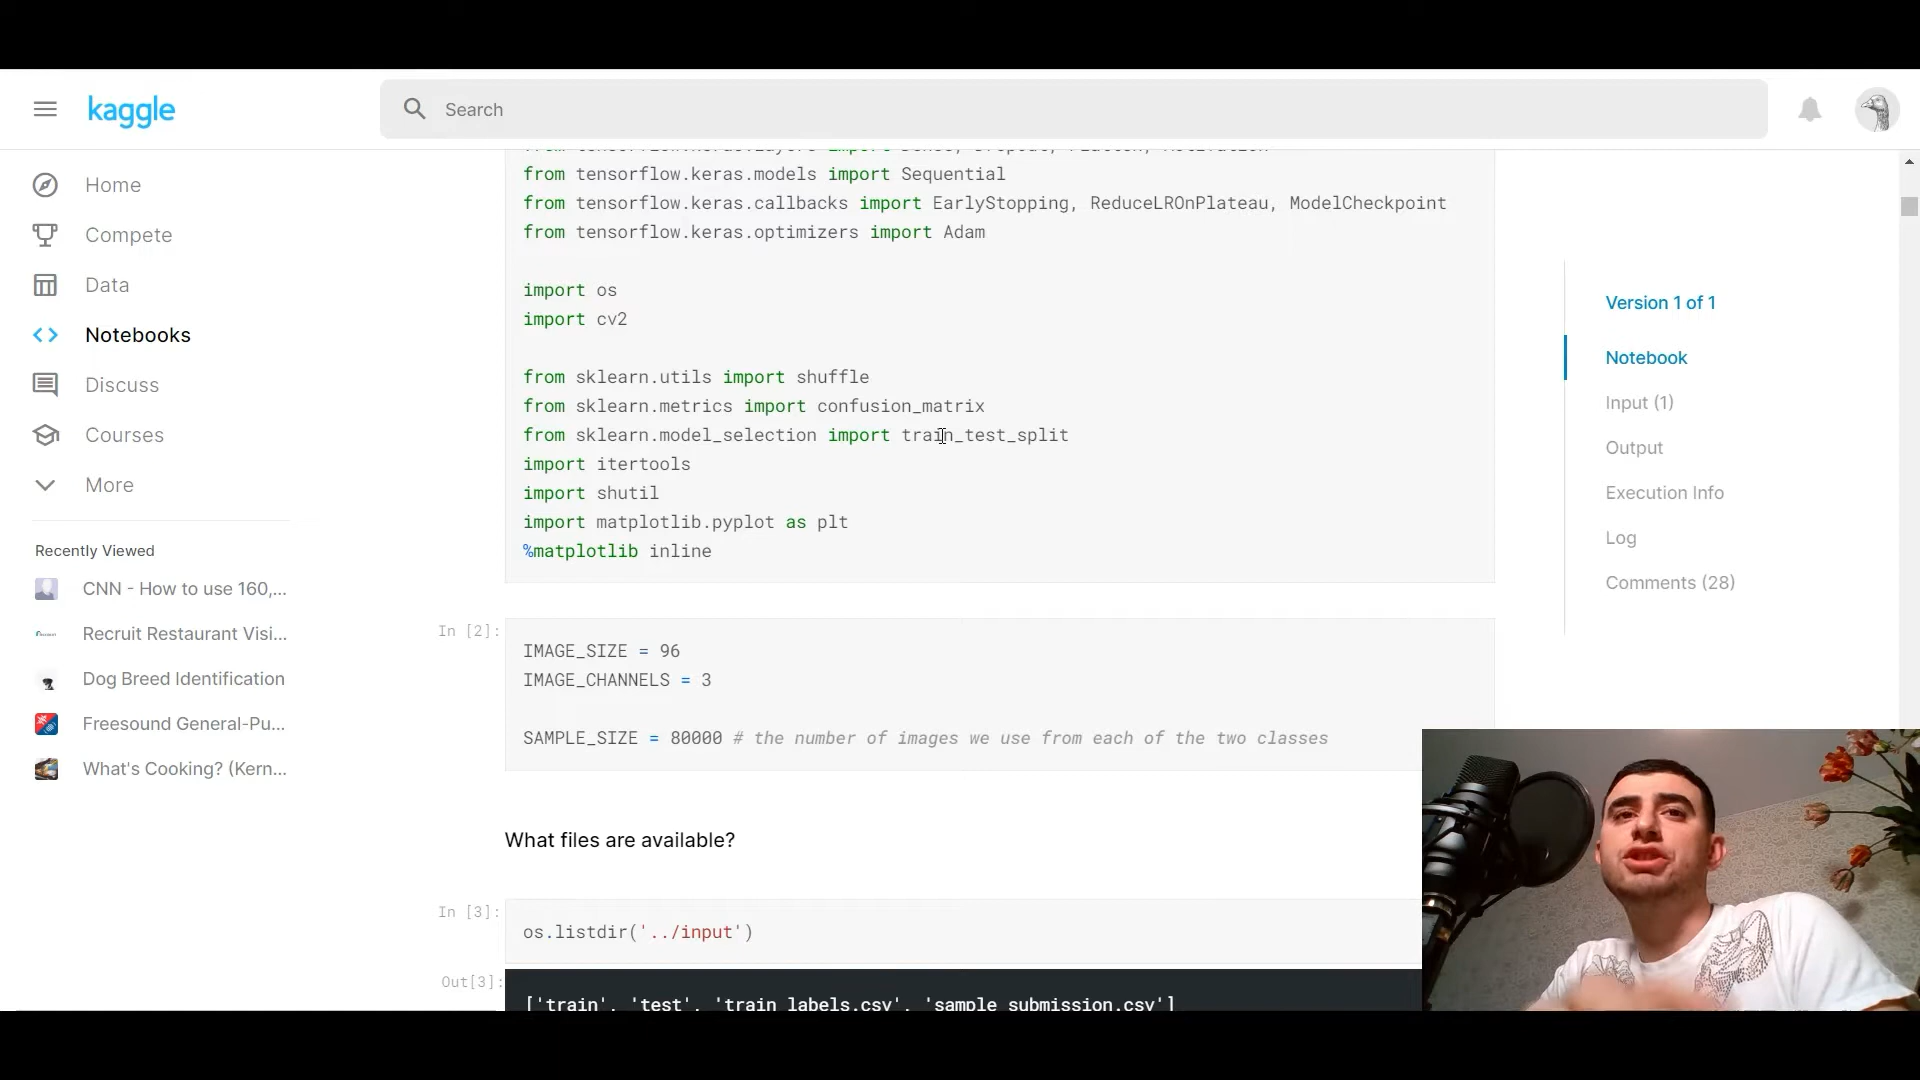 kaggle
Search
Home
Compete
Data
Notebooks
Discuss
Courses
More
Recently Viewed
CNN - How to use 160,...
Recruit Restaurant Visi...
Dog Breed Identification
Freesound General-Pu...
What's Cooking? (Kern...
from tensorflow.keras.models import Sequential
from tensorflow.keras.callbacks import EarlyStopping, ReduceLROnPlateau, ModelCheckpoint
from tensorflow.keras.optimizers import Adam
import os
import cv2
from sklearn.utils import shuffle
from sklearn.metrics import confusion_matrix
from sklearn.model_selection import train_test_split
import itertools
import shutil
import matplotlib.pyplot as plt
%matplotlib inline
In [2]:
IMAGE_SIZE = 96
IMAGE_CHANNELS = 3
SAMPLE_SIZE = 80000 # the number of images we use from each of the two classes
What files are available?
In [3]:
os.listdir('../input')
Out[3]:
['train', 'test', 'train_labels.csv', 'sample_submission.csv']
Version 1 of 1
Notebook
Input (1)
Output
Execution Info
Log
Comments (28)